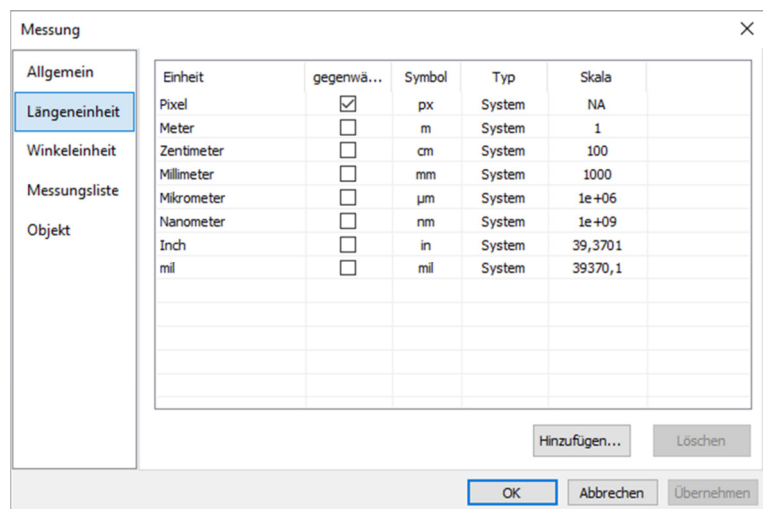 Messung
Allgemein
Längeneinheit
Winkeleinheit
Messungsliste
Objekt
Einheit gegenwä... Symbol Typ Skala
Pixel px System NA
Meter m System 1
Zentimeter cm System 100
Millimeter mm System 1000
Mikrometer µm System 1e+06
Nanometer nm System 1e+09
Inch in System 39,3701
mil mil System 39370,1
Hinzufügen... Löschen
OK Abbrechen Übernehmen